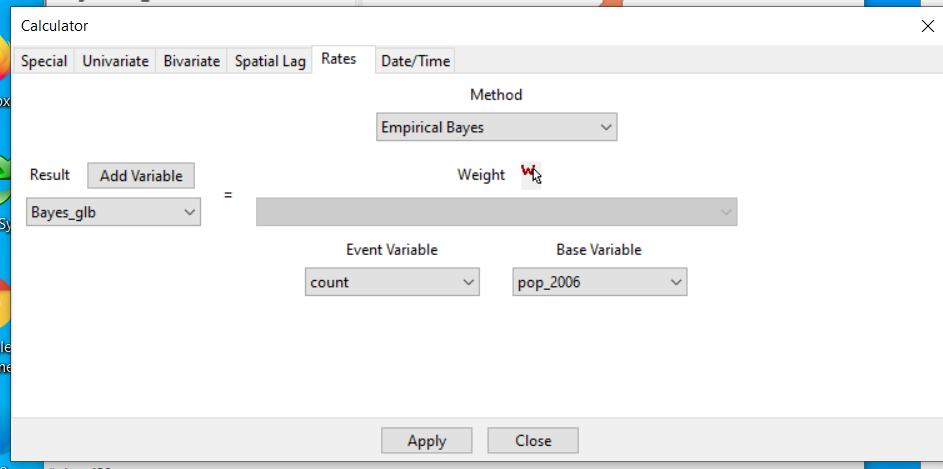 Calculator
Special Univariate Bivariate Spatial Lag Rates Date/Time
Method
Empirical Bayes
Result Add Variable Weight W
Bayes_glb = 
Event Variable Base Variable
count pop_2006
Apply Close